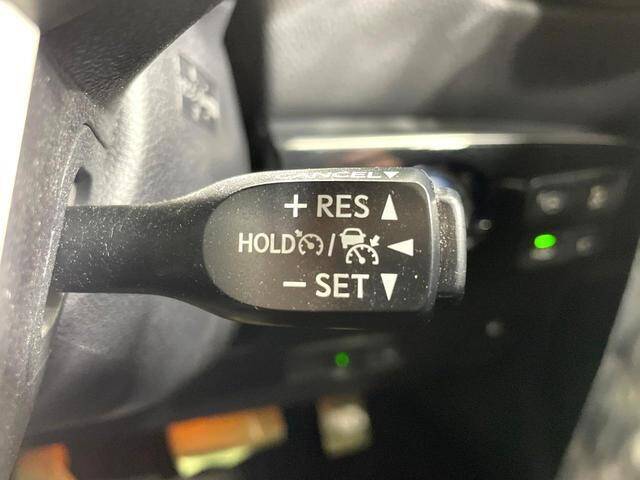 CANCEL▼
+ RES ▲
HOLD / ◀
− SET ▼